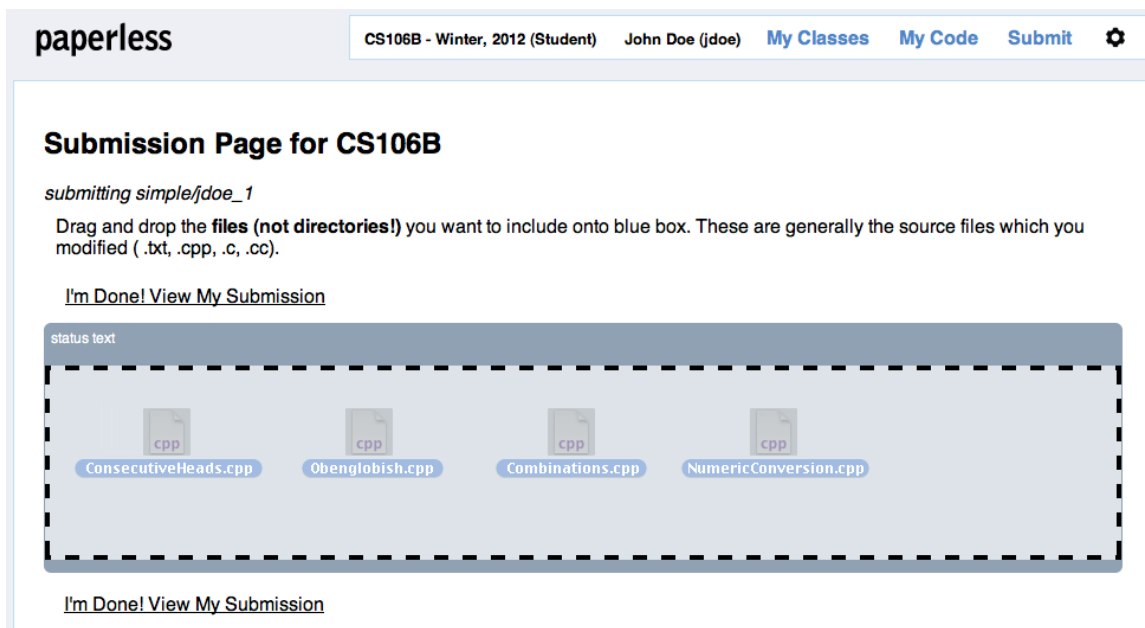 paperless
CS106B - Winter, 2012 (Student) John Doe (jdoe) My Classes My Code Submit
Submission Page for CS106B
submitting simple/jdoe_1
Drag and drop the files (not directories!) you want to include onto blue box. These are generally the source files which you
modified ( .txt, .cpp, .c, .cc).
I'm Done! View My Submission
status text
cpp cpp cpp cpp
ConsecutiveHeads.cpp Obenglobish.cpp Combinations.cpp NumericConversion.cpp
I'm Done! View My Submission